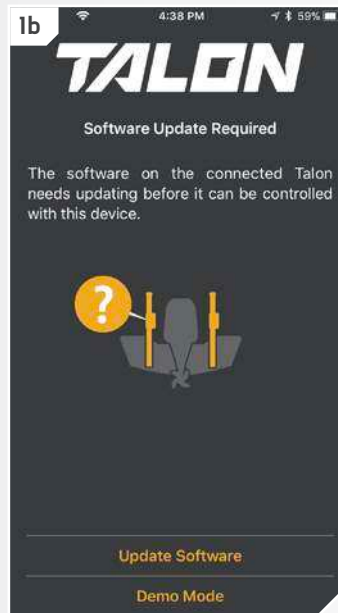 1b
4:38 PM
59%
TALON
Software Update Required
The software on the connected Talon
needs updating before it can be controlled
with this device.
?
Update Software
Demo Mode